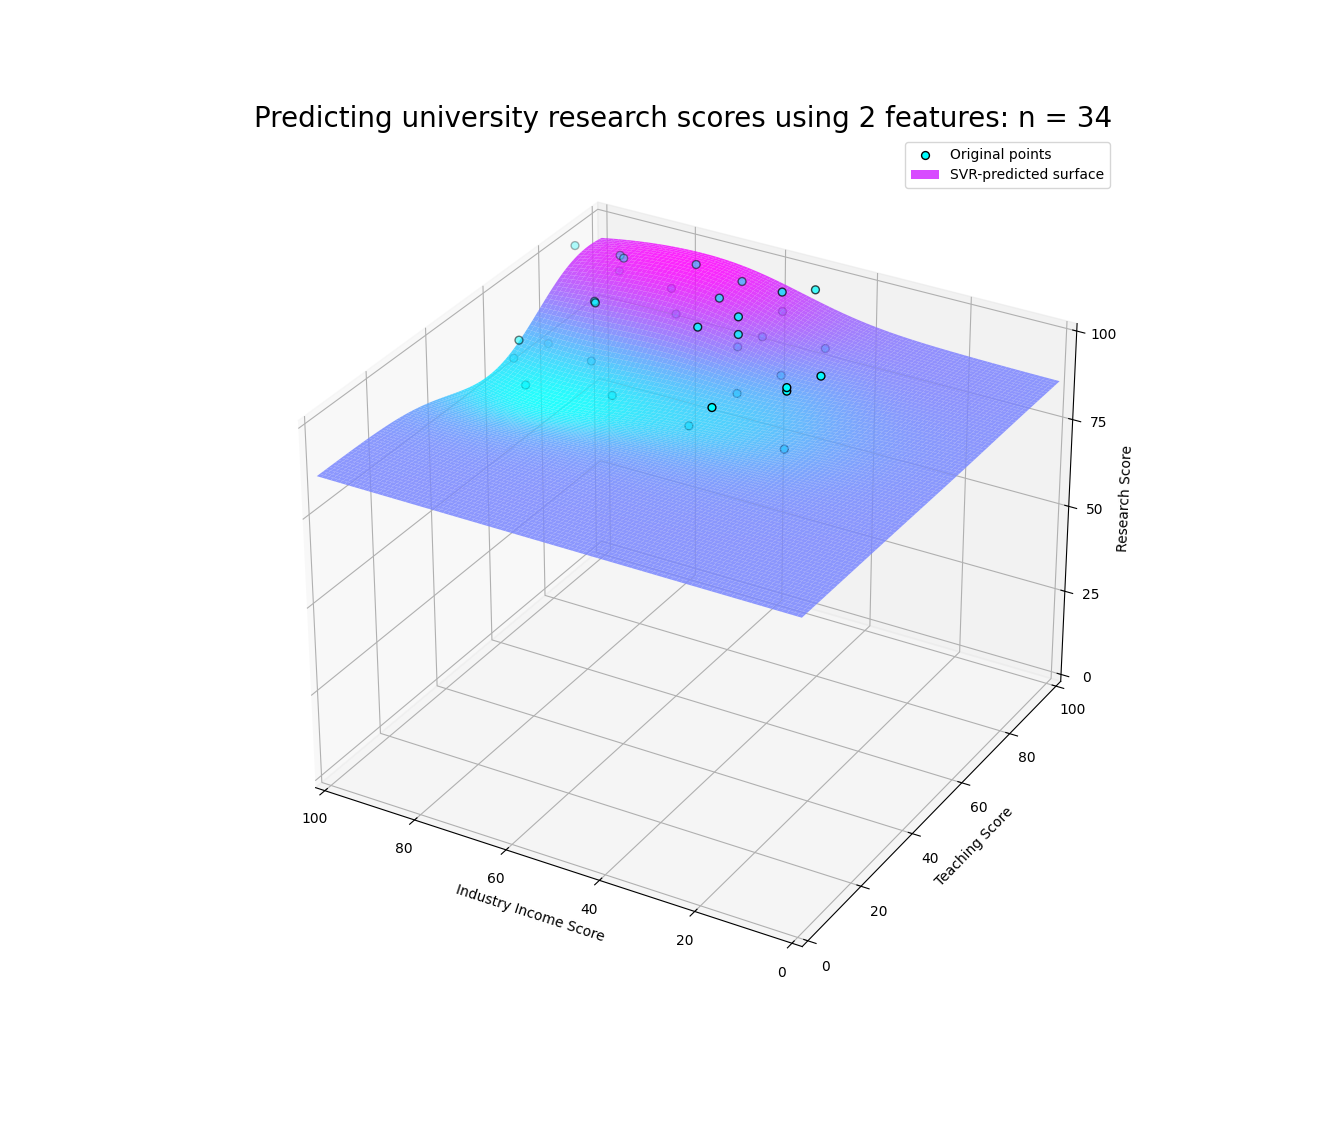 Predicting university research scores using 2 features: n = 34
Original points
SVR-predicted surface
100
75
50
25
0
Research Score
100
80
60
40
20
0
Teaching Score
100
80
60
40
20
0
Industry Income Score